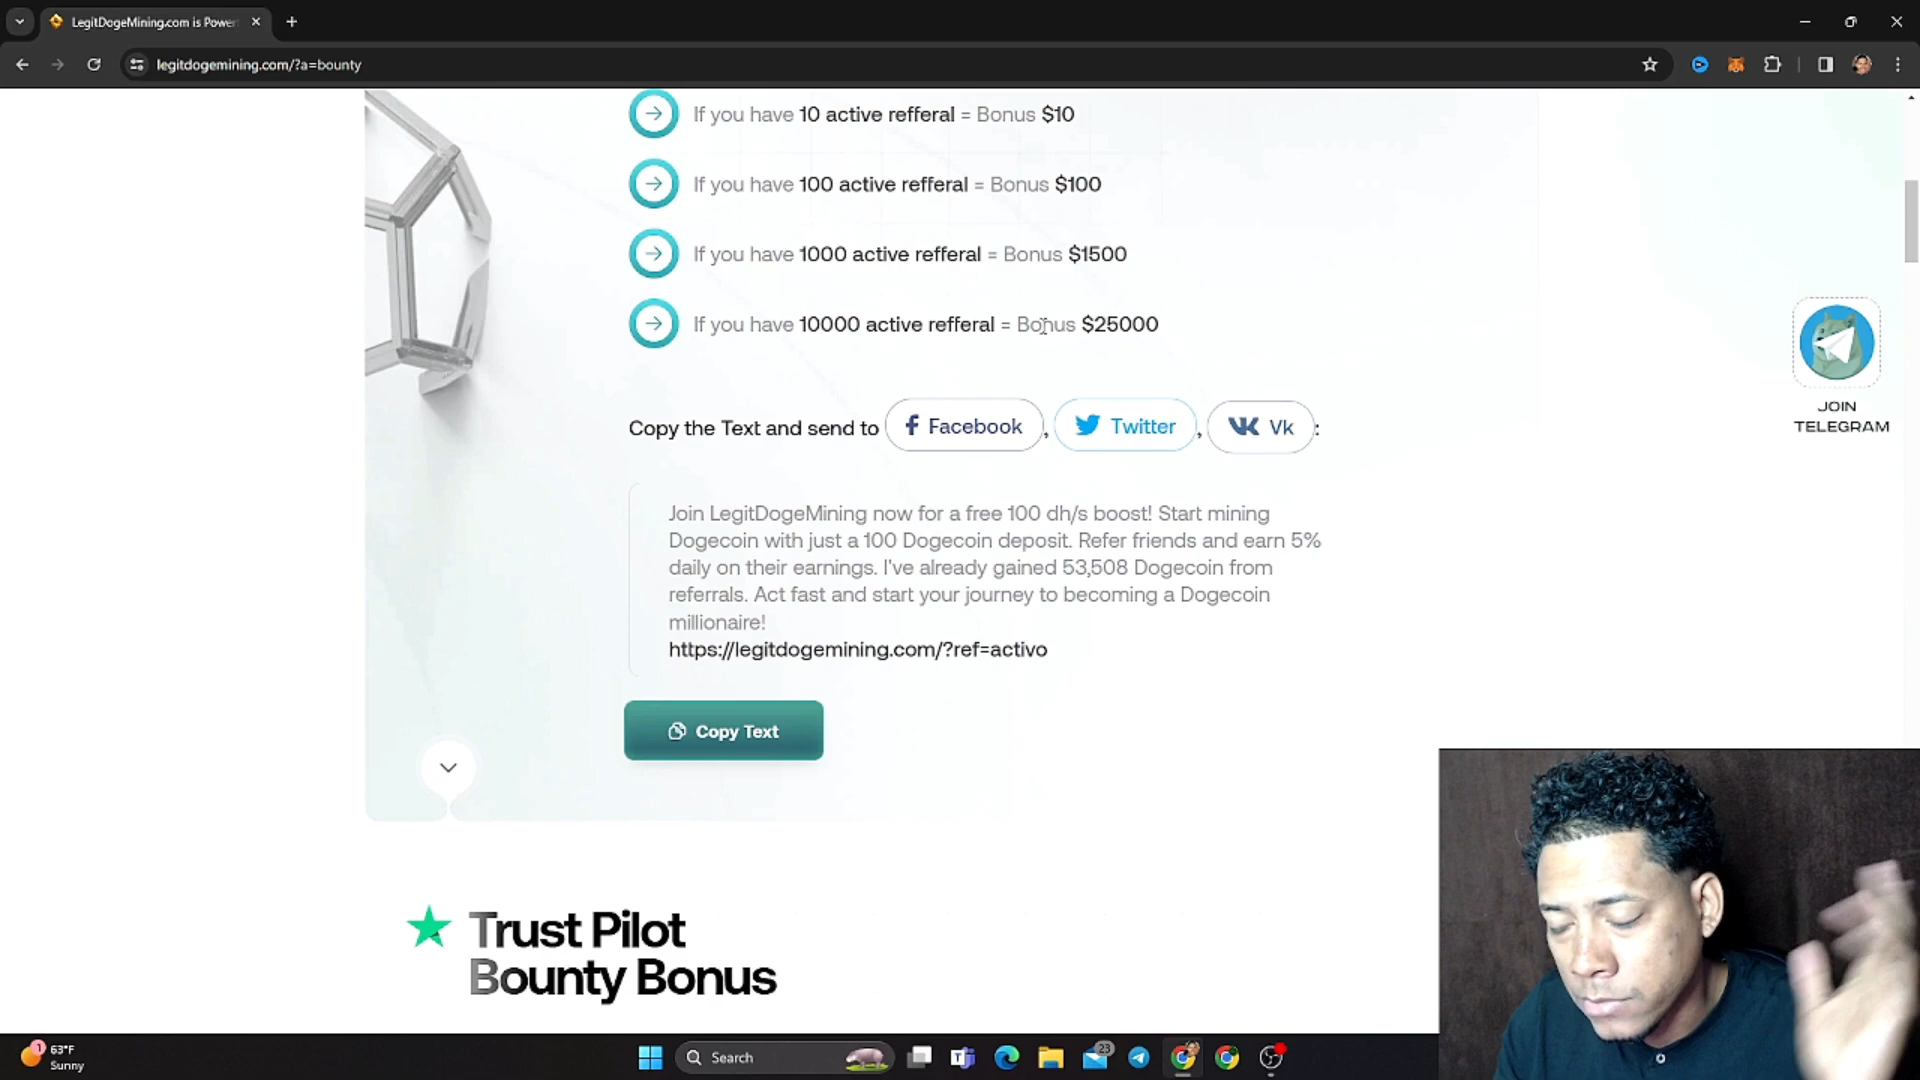 LegitDogeMining.com is Power
legitdogemining.com/?a=bounty
If you have 10 active refferal = Bonus $10
If you have 100 active refferal = Bonus $100
If you have 1000 active refferal = Bonus $1500
If you have 10000 active refferal = Bonus $25000
Copy the Text and send to Facebook, Twitter, Vk:
JOIN
TELEGRAM
Join LegitDogeMining now for a free 100 dh/s boost! Start mining
Dogecoin with just a 100 Dogecoin deposit. Refer friends and earn 5%
daily on their earnings. I've already gained 53,508 Dogecoin from
referrals. Act fast and start your journey to becoming a Dogecoin
millionaire!
https://legitdogemining.com/?ref=activo
Copy Text
Trust Pilot
Bounty Bonus
1
63°F
Sunny
Search
23